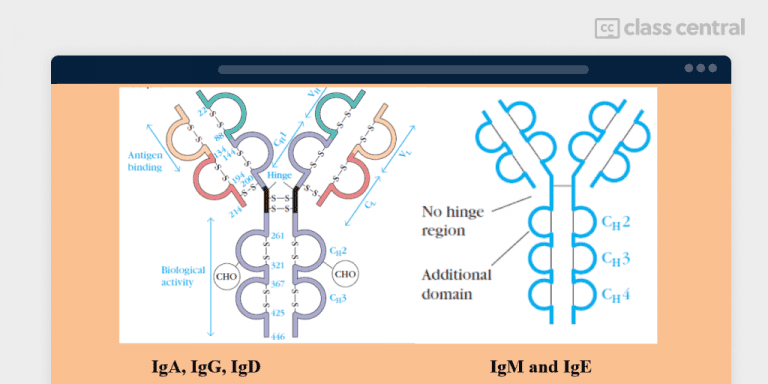 cc class central
V_H
22
88
C_H1
134
144
Antigen
binding
V_L
194
200
Hinge
214
C_L
S—S
S—S
261
Biological
activity
CHO
321
C_H2
CHO
367
C_H3
425
446
No hinge
region
C_H2
Additional
domain
C_H3
C_H4
IgA, IgG, IgD
IgM and IgE